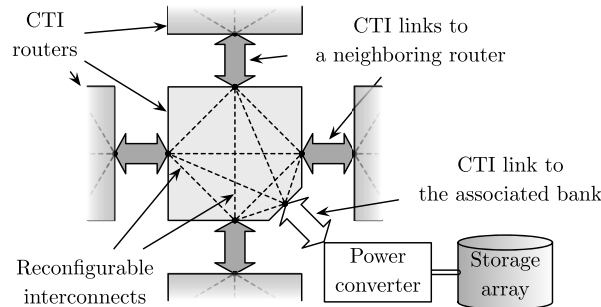 CTI
routers
CTI links to
a neighboring router
CTI link to
the associated bank
Reconfigurable
interconnects
Power
converter
Storage
array